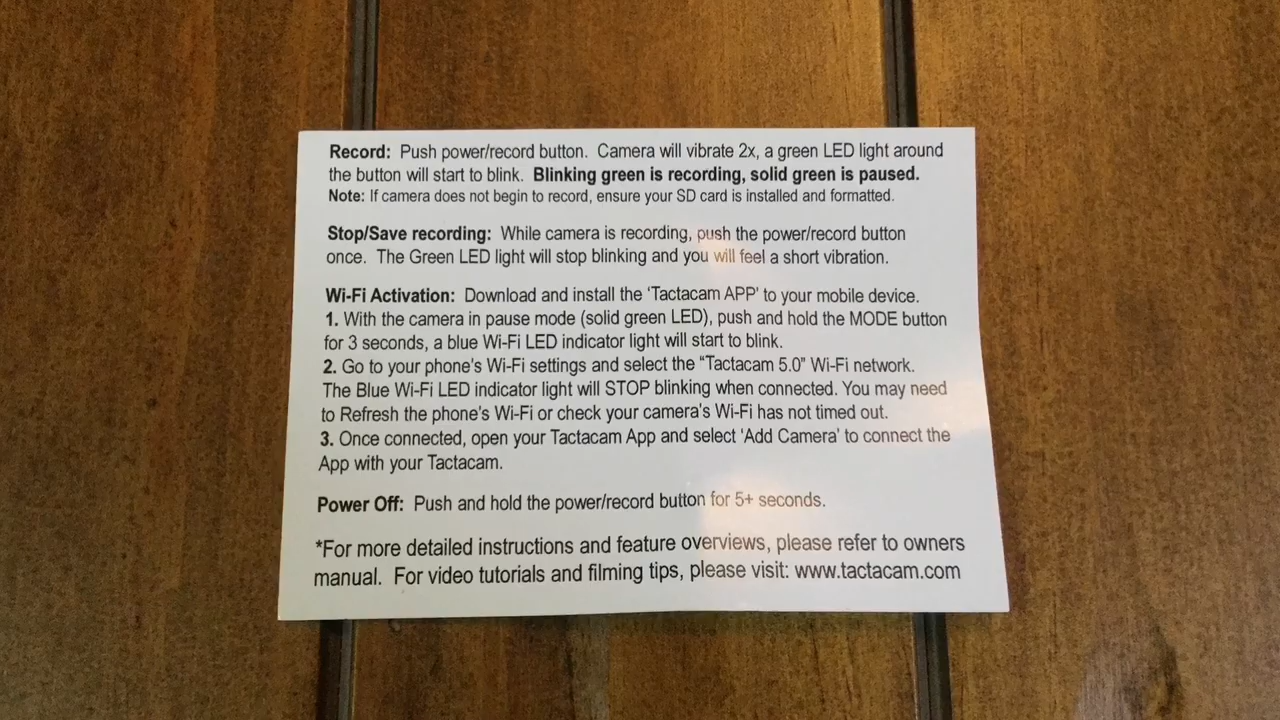 Record: Push power/record button. Camera will vibrate 2x, a green LED light around
the button will start to blink. Blinking green is recording, solid green is paused.
Note: If camera does not begin to record, ensure your SD card is installed and formatted.
Stop/Save recording: While camera is recording, push the power/record button
once. The Green LED light will stop blinking and you will feel a short vibration.
Wi-Fi Activation: Download and install the 'Tactacam APP' to your mobile device.
1. With the camera in pause mode (solid green LED), push and hold the MODE button
for 3 seconds, a blue Wi-Fi LED indicator light will start to blink.
2. Go to your phone's Wi-Fi settings and select the "Tactacam 5.0" Wi-Fi network.
The Blue Wi-Fi LED indicator light will STOP blinking when connected. You may need
to Refresh the phone's Wi-Fi or check your camera's Wi-Fi has not timed out.
3. Once connected, open your Tactacam App and select 'Add Camera' to connect the
App with your Tactacam.
Power Off: Push and hold the power/record button for 5+ seconds.
*For more detailed instructions and feature overviews, please refer to owners
manual. For video tutorials and filming tips, please visit: www.tactacam.com